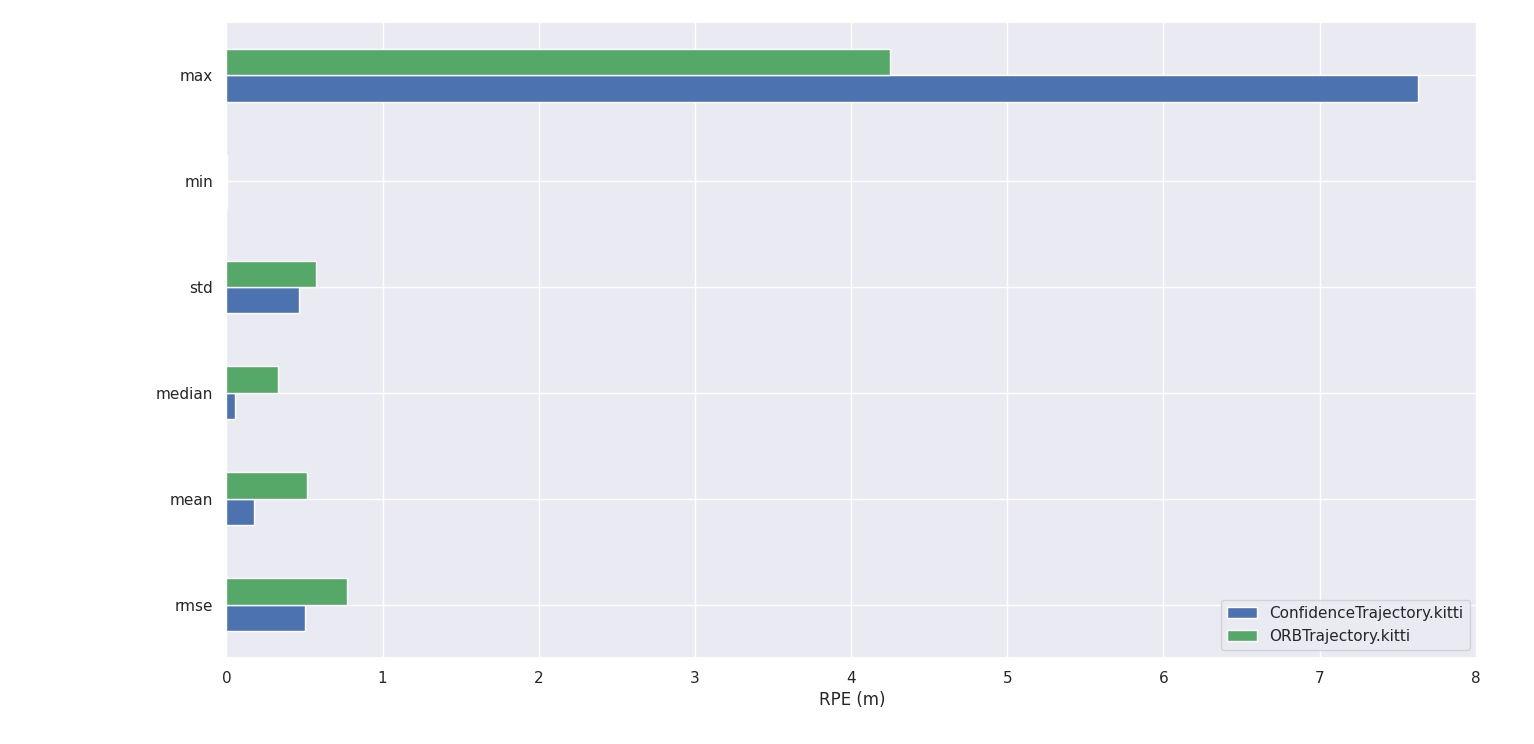 max
min
std
median
mean
rmse
ConfidenceTrajectory.kitti
ORBTrajectory.kitti
0 1 2 3 4 5 6 7 8
RPE (m)